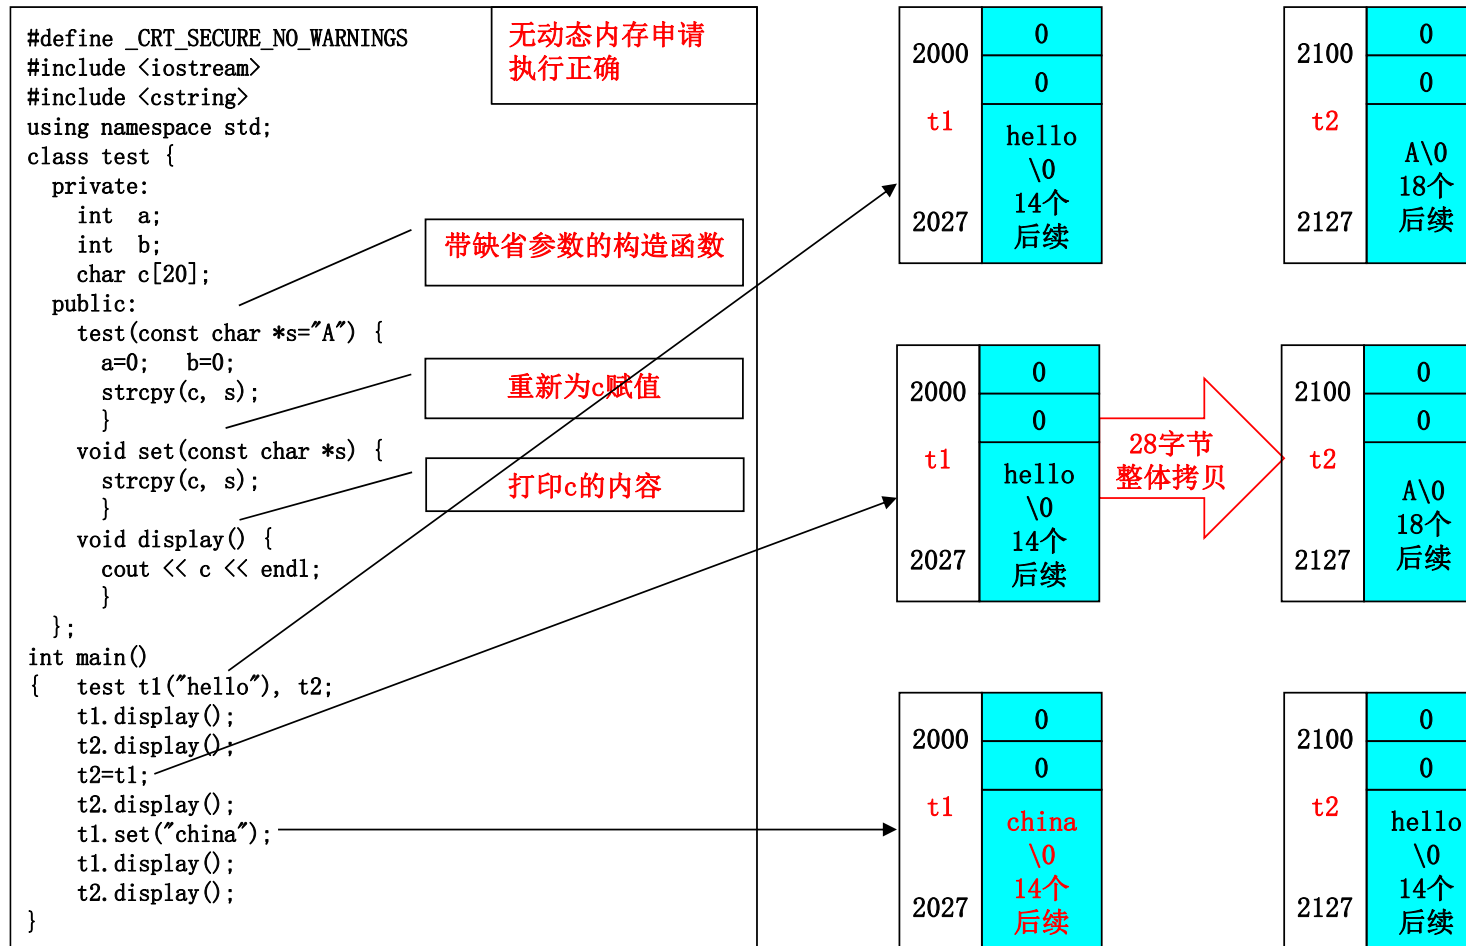 #define _CRT_SECURE_NO_WARNINGS
#include <iostream>
#include <cstring>
using namespace std;
class test {
  private:
    int  a;
    int  b;
    char c[20];
  public:
    test(const char *s="A") {
      a=0;   b=0;
      strcpy(c, s);
      }
    void set(const char *s) {
      strcpy(c, s);
      }
    void display() {
      cout << c << endl;
      }
  };
int main()
{   test t1("hello"), t2;
    t1.display();
    t2.display();
    t2=t1;
    t2.display();
    t1.set("china");
    t1.display();
    t2.display();
}
无动态内存申请
执行正确
带缺省参数的构造函数
重新为c赋值
打印c的内容
2000
t1
2027
0
0
hello
\0
14个
后续
2100
t2
2127
0
0
A\0
18个
后续
2000
t1
2027
0
0
hello
\0
14个
后续
28字节
整体拷贝
2100
t2
2127
0
0
A\0
18个
后续
2000
t1
2027
0
0
china
\0
14个
后续
2100
t2
2127
0
0
hello
\0
14个
后续